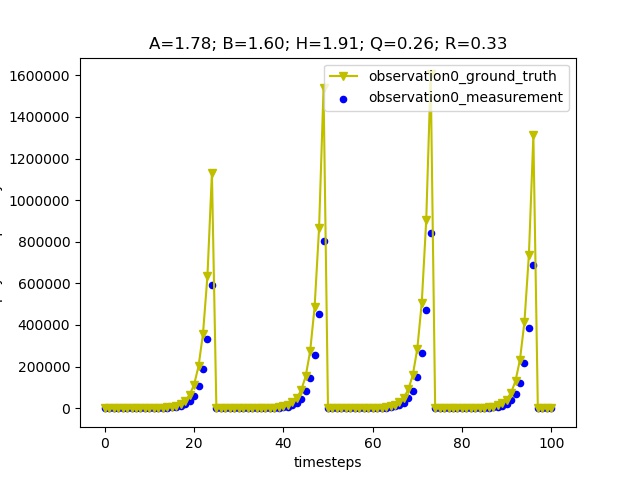 A=1.78; B=1.60; H=1.91; Q=0.26; R=0.33
observation0_ground_truth
observation0_measurement
1600000
1400000
1200000
1000000
800000
600000
400000
200000
0
0 20 40 60 80 100
timesteps